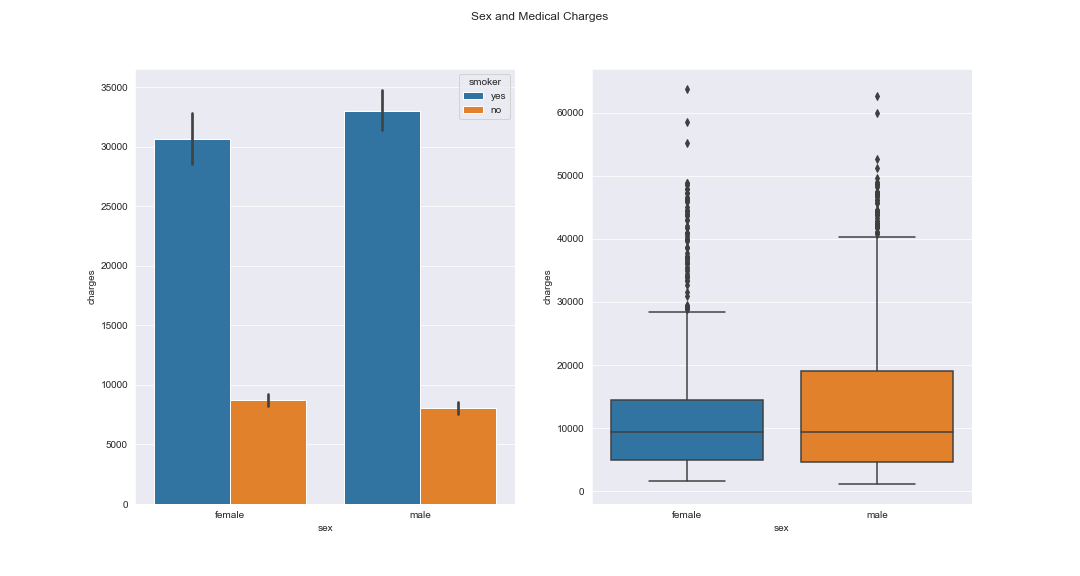 Sex and Medical Charges
smoker
yes
no
35000
30000
25000
20000
15000
10000
5000
0
charges
female
male
sex
60000
50000
40000
30000
20000
10000
0
charges
female
male
sex